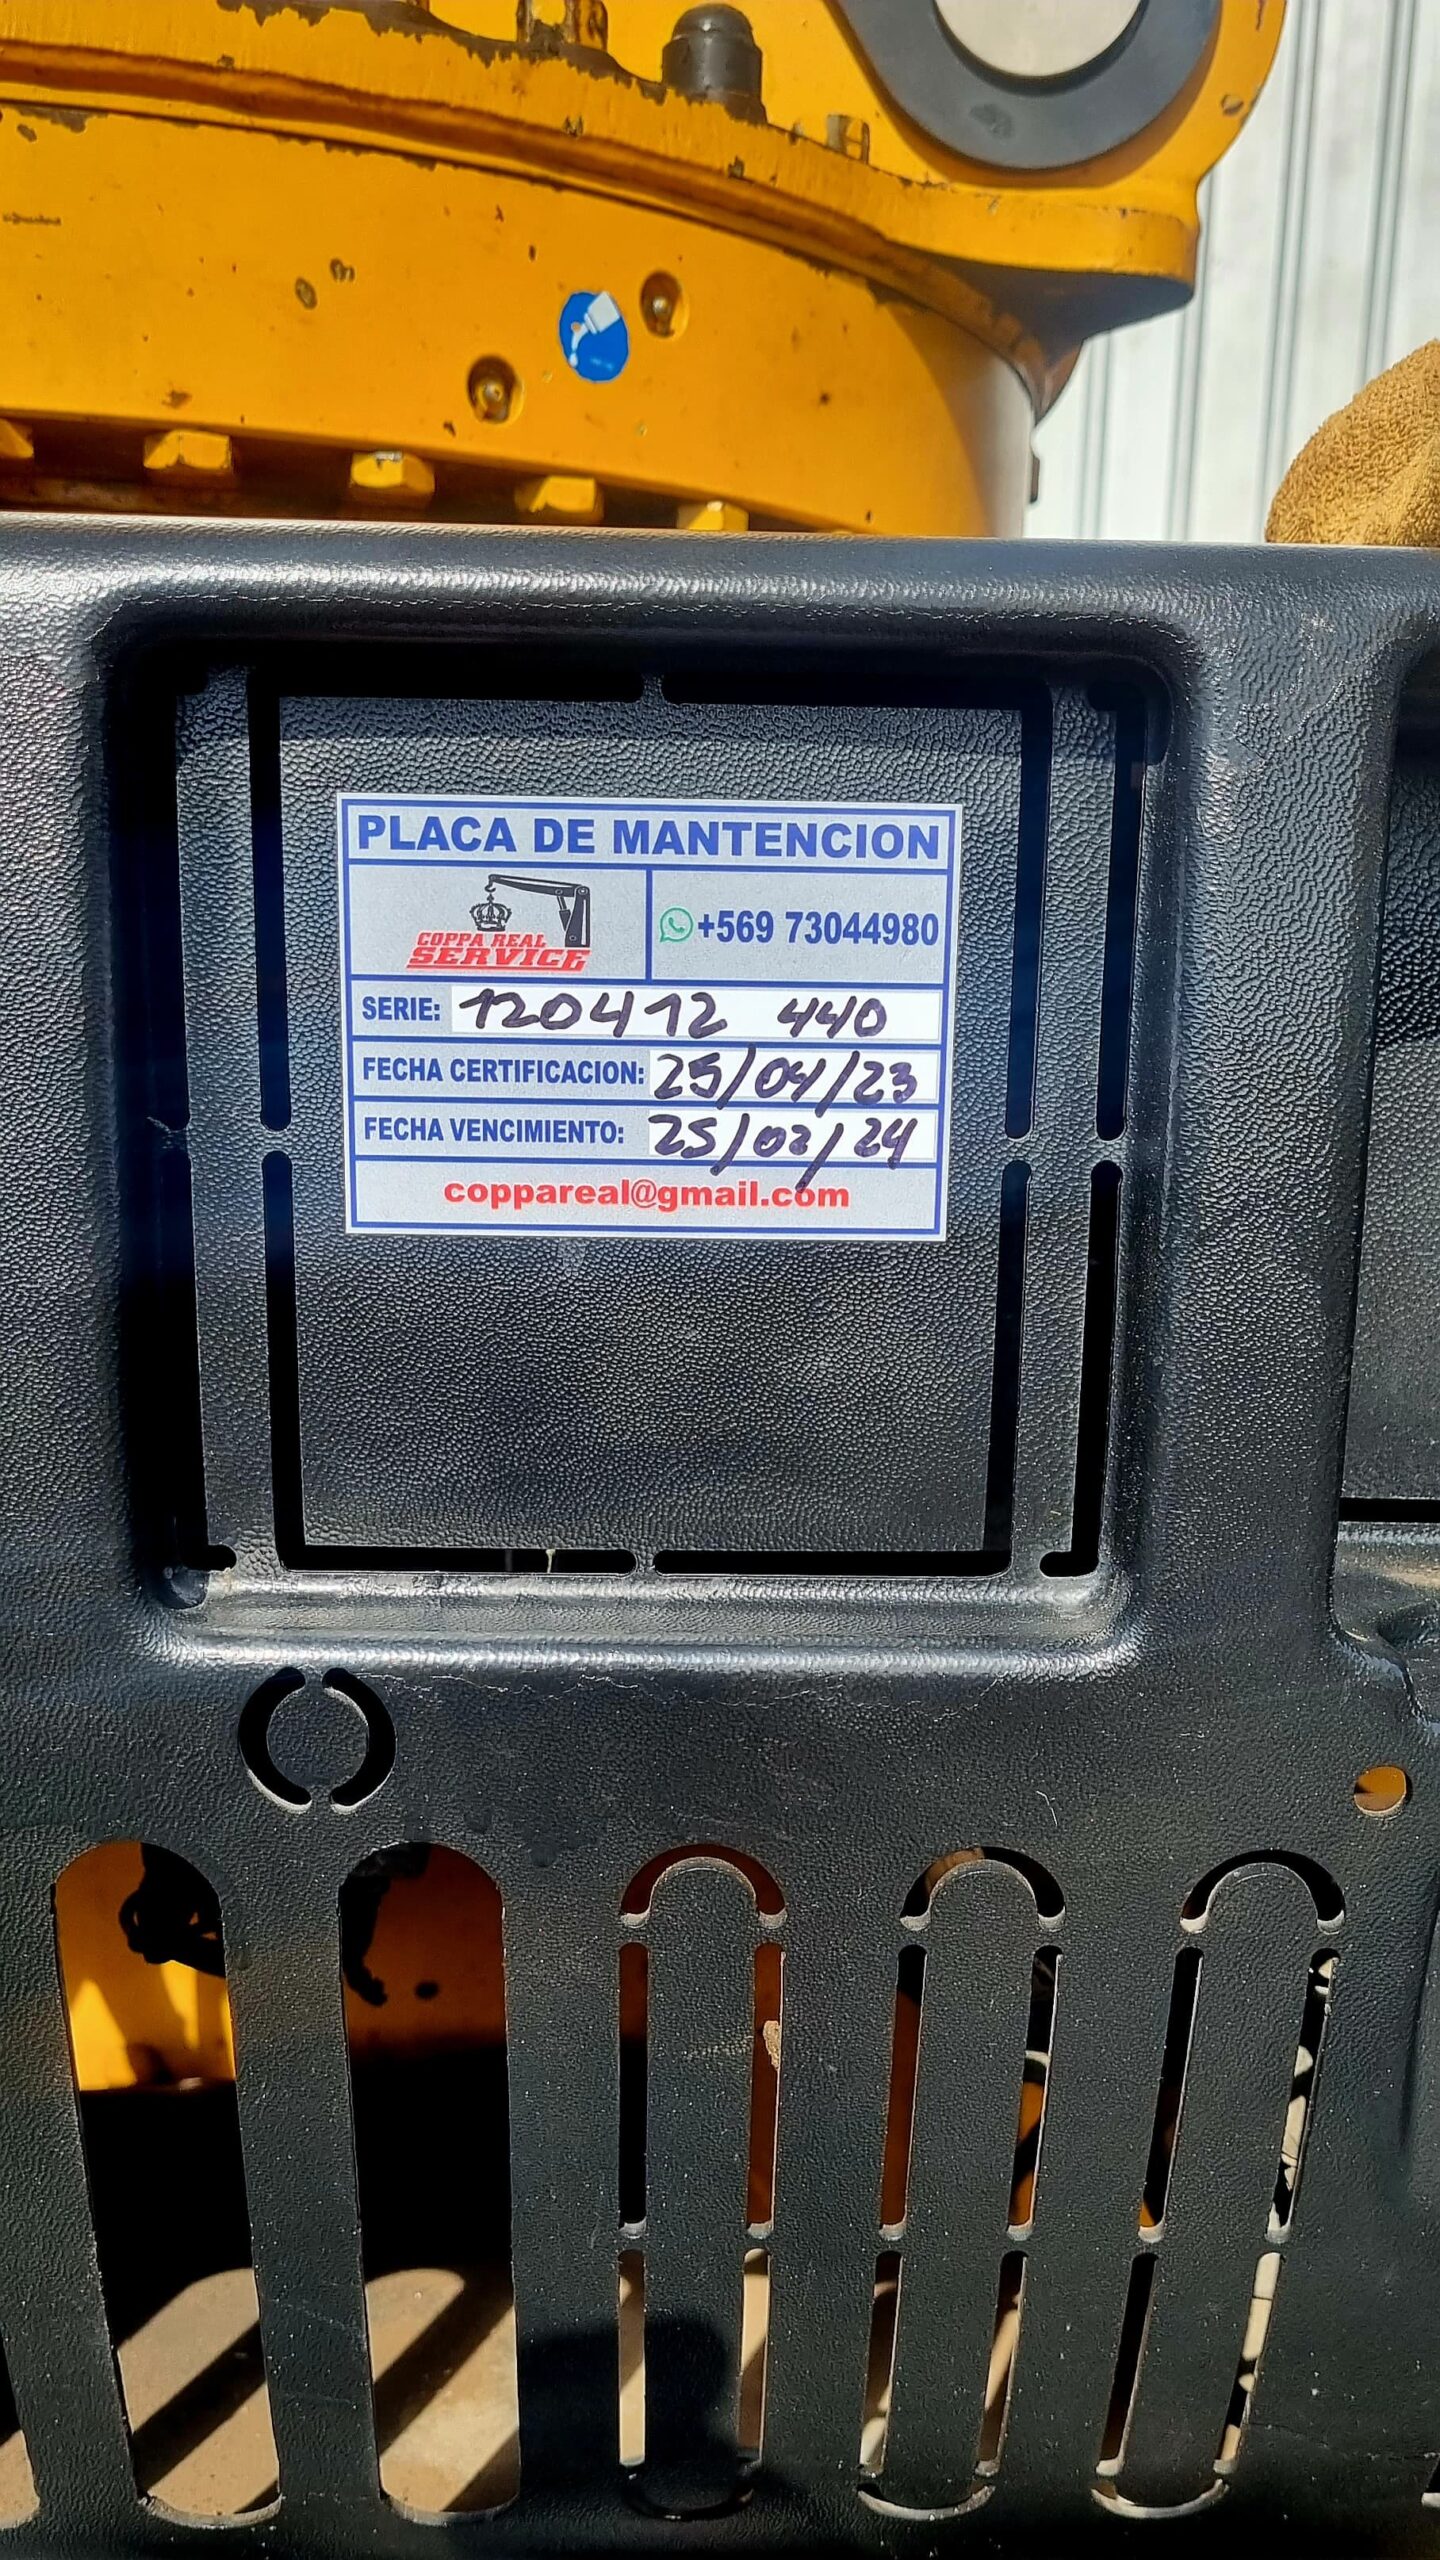 PLACA DE MANTENCION
COPPA REAL
SERVICE
+569 73044980
SERIE: 120412 440
FECHA CERTIFICACION: 25/04/23
FECHA VENCIMIENTO: 25/02/24
coppareal@gmail.com